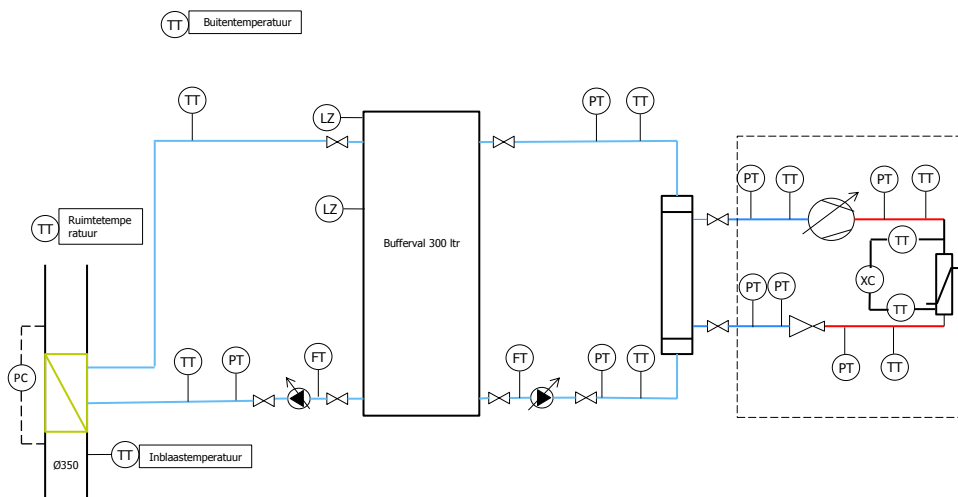 TT
Buitentemperatuur
TT
LZ
PT
TT
LZ
TT
Ruimtetempe
ratuur
Bufferval 300 ltr
PT
TT
PT
TT
TT
XC
TT
PT
PT
PT
TT
PC
TT
PT
FT
FT
PT
TT
TT
Inblaastemperatuur
Ø350